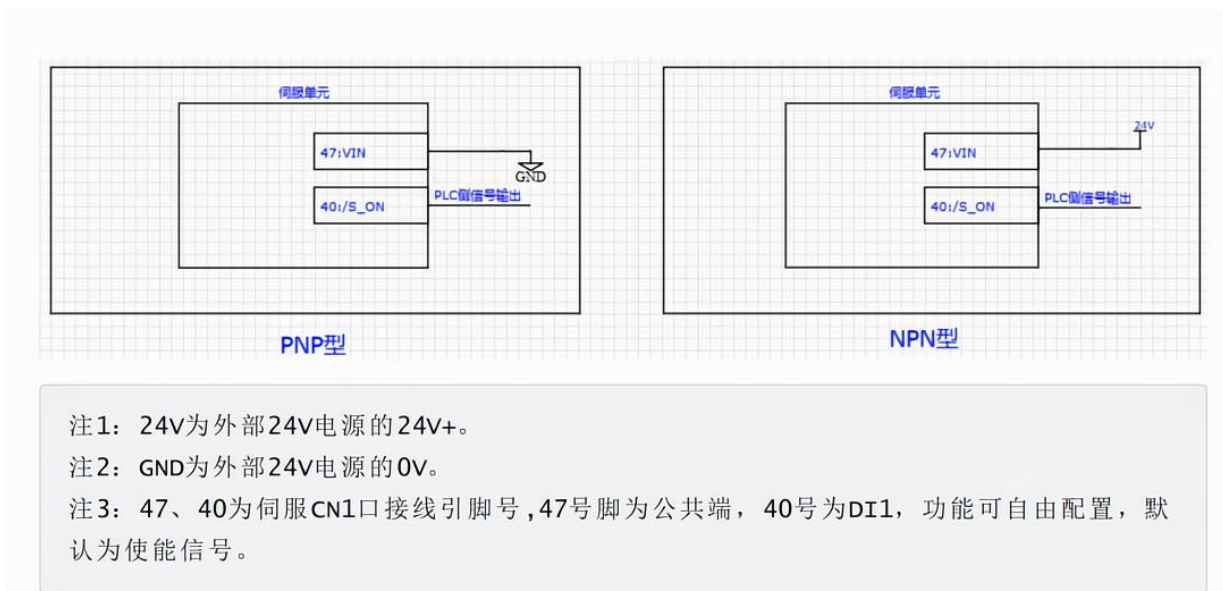 伺服单元
47:VIN
GND
40:/S_ON
PLC侧信号输出
PNP型
伺服单元
24V
47:VIN
40:/S_ON
PLC侧信号输出
NPN型
注1：24V为外部24V电源的24V+。
注2：GND为外部24V电源的0V。
注3：47、40为伺服CN1口接线引脚号,47号脚为公共端，40号为DI1，功能可自由配置，默
认为使能信号。